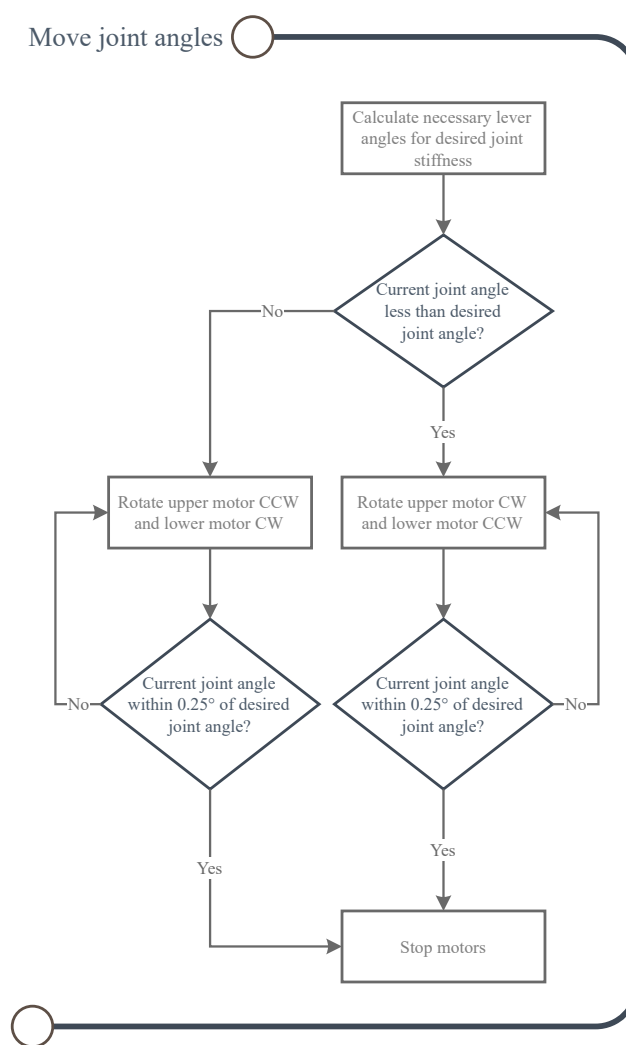 Move joint angles
Calculate necessary lever
angles for desired joint
stiffness
Current joint angle
less than desired
joint angle?
No
Yes
Rotate upper motor CCW
and lower motor CW
Rotate upper motor CW
and lower motor CCW
Current joint angle
within 0.25° of desired
joint angle?
No
Current joint angle
within 0.25° of desired
joint angle?
No
Yes
Yes
Stop motors